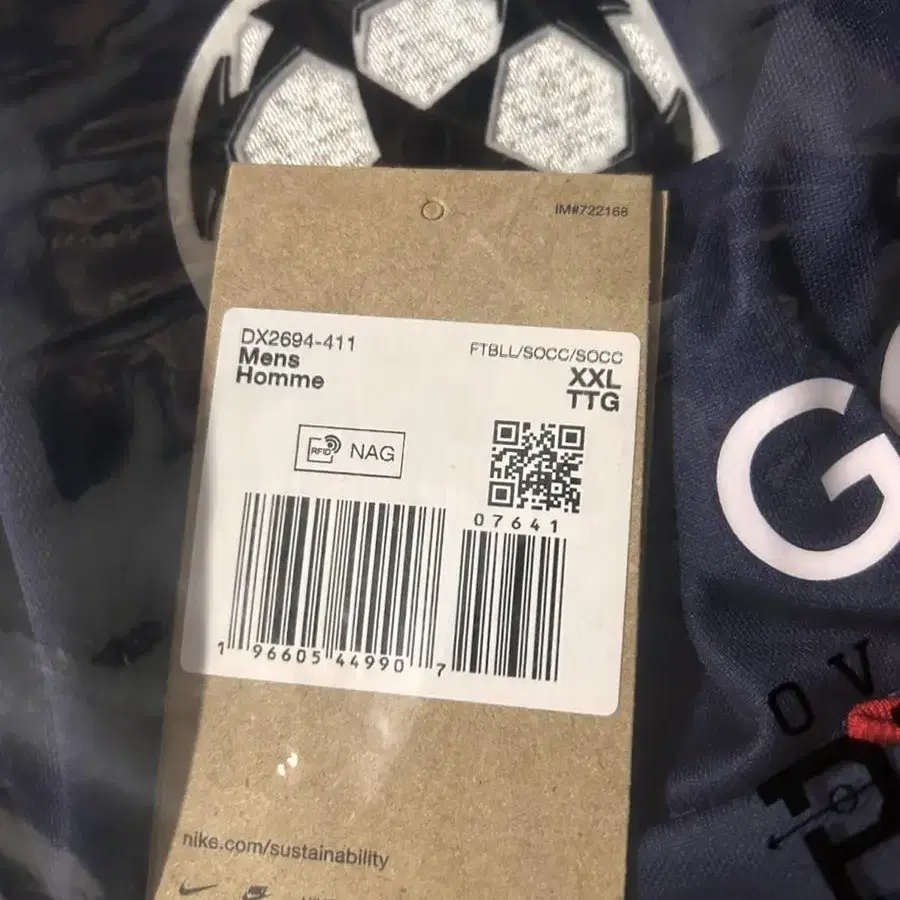 IM#722168
DX2694-411
Mens
Homme
FTBLL/SOCC/SOCC
XXL
TTG
RFID
NAG
07641
1 96605 44990 7
G
OV
nike.com/sustainability